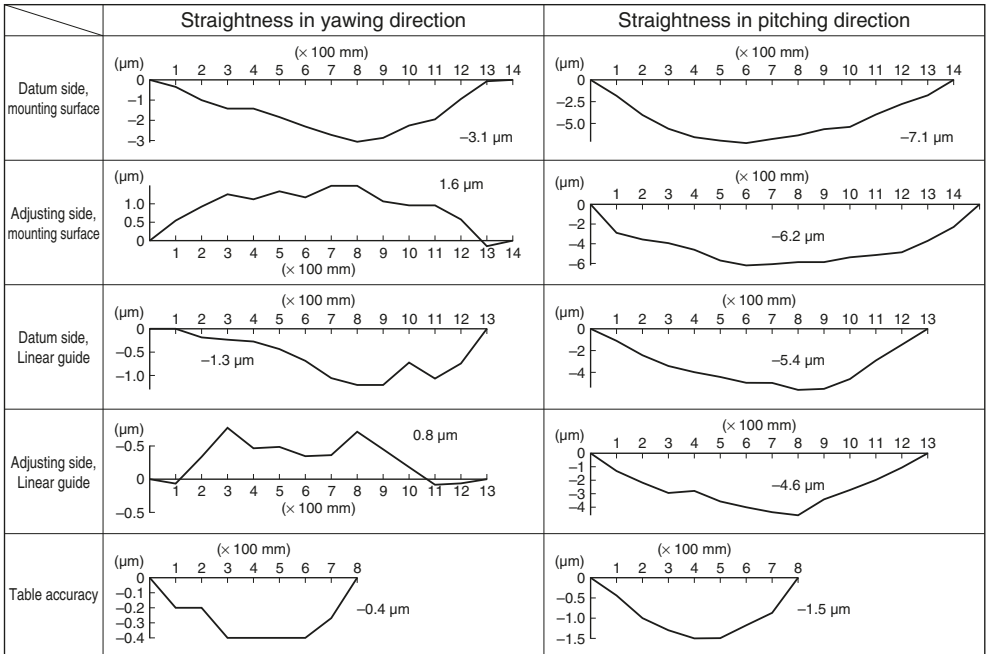 Straightness in yawing direction
Straightness in pitching direction
Datum side,
mounting surface
(× 100 mm)
(μm)
1 2 3 4 5 6 7 8 9 10 11 12 13 14
0
–1
–2
–3
–3.1 μm
(× 100 mm)
(μm)
1 2 3 4 5 6 7 8 9 10 11 12 13 14
0
–2.5
–5.0
–7.1 μm
Adjusting side,
mounting surface
(μm)
1.6 μm
1.0
0.5
0
1 2 3 4 5 6 7 8 9 10 11 12 13 14
(× 100 mm)
(× 100 mm)
(μm)
1 2 3 4 5 6 7 8 9 10 11 12 13 14
0
–2
–4
–6
–6.2 μm
Datum side,
Linear guide
(× 100 mm)
(μm)
1 2 3 4 5 6 7 8 9 10 11 12 13
0
–0.5
–1.0
–1.3 μm
(× 100 mm)
(μm)
1 2 3 4 5 6 7 8 9 10 11 12 13
0
–2
–4
–5.4 μm
Adjusting side,
Linear guide
(μm)
0.8 μm
–0.5
0
–0.5
1 2 3 4 5 6 7 8 9 10 11 12 13
(× 100 mm)
(× 100 mm)
(μm)
1 2 3 4 5 6 7 8 9 10 11 12 13
0
–1
–2
–3
–4
–4.6 μm
Table accuracy
(× 100 mm)
(μm)
1 2 3 4 5 6 7 8
0
–0.1
–0.2
–0.3
–0.4
–0.4 μm
(× 100 mm)
(μm)
1 2 3 4 5 6 7 8
0
–0.5
–1.0
–1.5
–1.5 μm